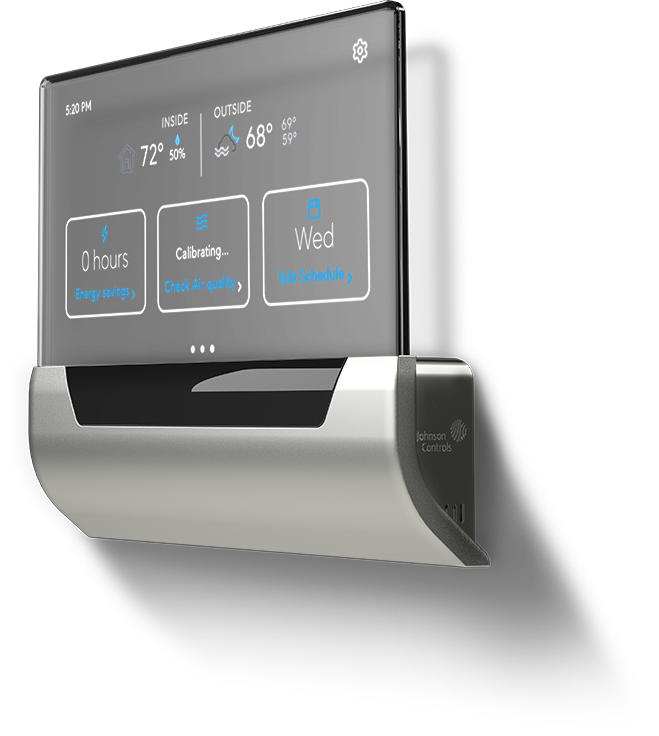 5:20 PM
INSIDE
72°
50%
OUTSIDE
68°
69°
59°
0 hours
Energy savings ›
Calibrating...
Check Air quality ›
Wed
Edit Schedule ›
Johnson
Controls